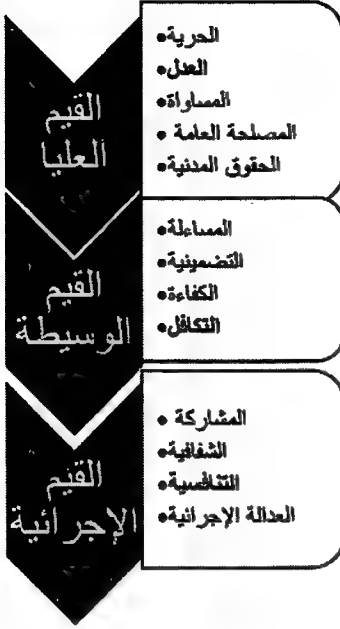 القيم
العليا
الحرية
العدل
المساواة
المصلحة العامة
الحقوق المدنية
القيم
الوسيطة
المساءلة
التضمينية
الكفاءة
التكافل
القيم
الإجرائية
المشاركة
الشفافية
التنافسية
العدالة الإجرائية